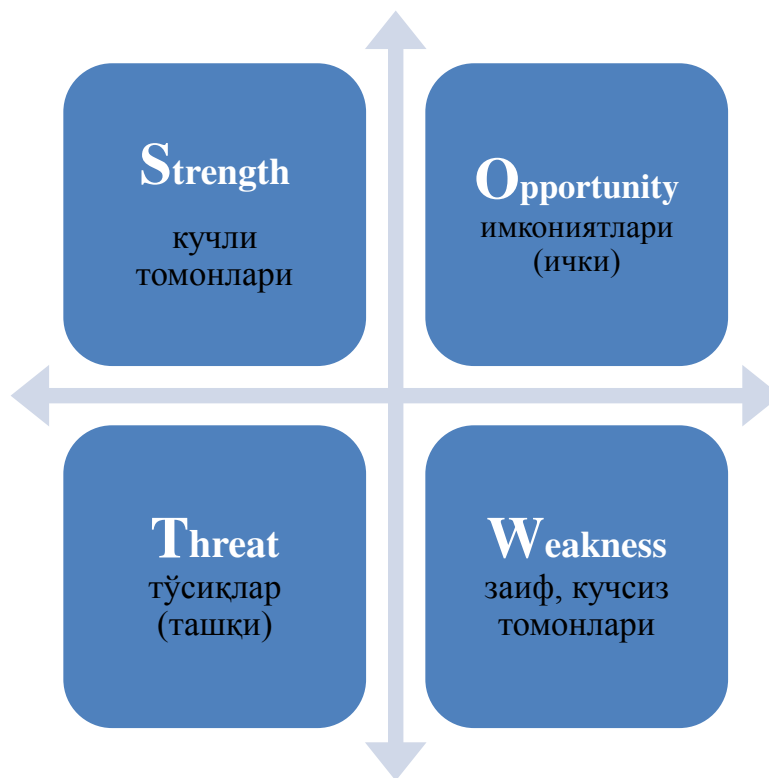 Strength
кучли
томонлари
Opportunity
имкониятлари
(ички)
Threat
тўсиқлар
(ташқи)
Weakness
заиф, кучсиз
томонлари